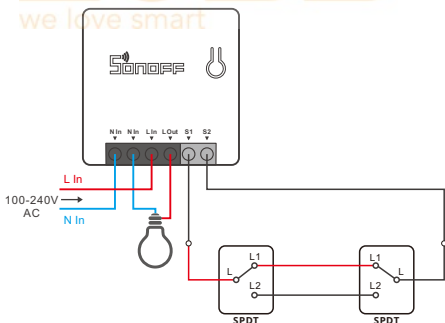 we love smart
SONOFF
N In N In L In L Out S1 S2
L In
100-240V
AC
N In
L1
L
L2
SPDT
L1
L
L2
SPDT